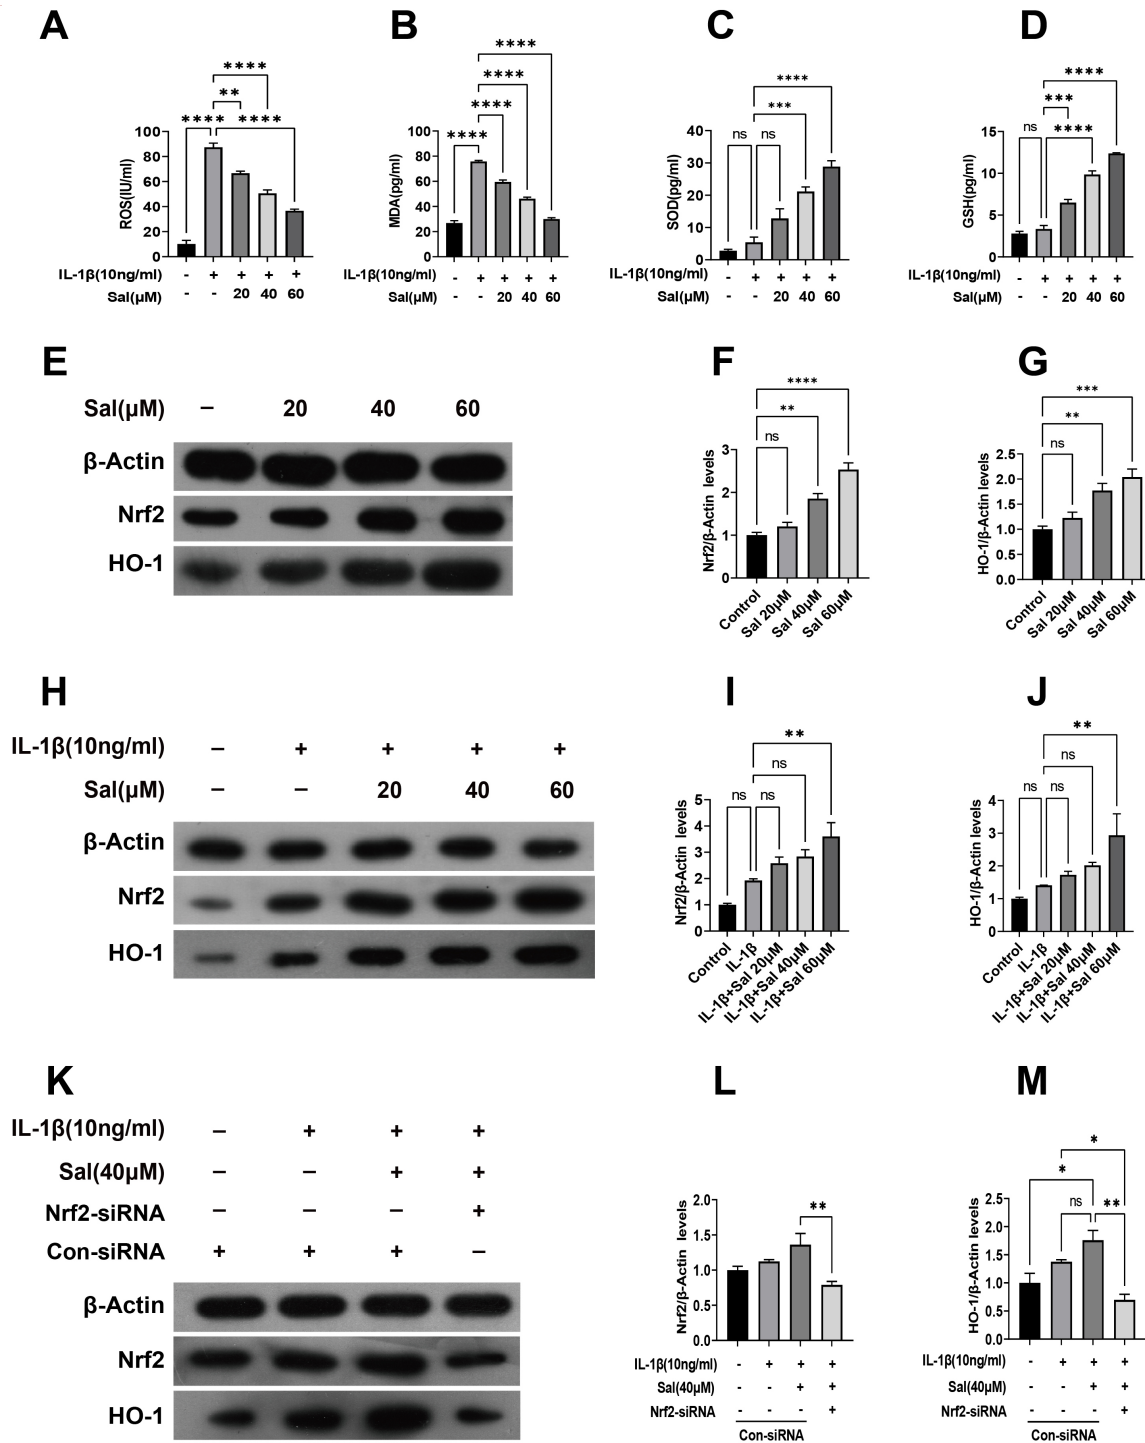 A
B
C
D
**** ** **** ****
ROS(IU/ml)
100
80
60
40
20
0
IL-1β(10ng/ml) - + + + +
Sal(μM) - - 20 40 60
**** **** **** ****
MDA(pg/ml)
100
80
60
40
20
0
IL-1β(10ng/ml) - + + + +
Sal(μM) - - 20 40 60
****
***
ns ns
SOD(pg/ml)
40
30
20
10
0
IL-1β(10ng/ml) - + + + +
Sal(μM) - - 20 40 60
****
***
ns ****
GSH(pg/ml)
15
10
5
0
IL-1β(10ng/ml) - + + + +
Sal(μM) - - 20 40 60
E
Sal(μM) – 20 40 60
β-Actin
Nrf2
HO-1
F
****
**
ns
Nrf2/β-Actin levels
3
2
1
0
Control
Sal 20μM
Sal 40μM
Sal 60μM
G
***
**
ns
HO-1/β-Actin levels
2.5
2.0
1.5
1.0
0.5
0.0
Control
Sal 20μM
Sal 40μM
Sal 60μM
H
IL-1β(10ng/ml) – + + + +
Sal(μM) – – 20 40 60
β-Actin
Nrf2
HO-1
I
**
ns
ns ns
Nrf2/β-Actin levels
5
4
3
2
1
0
Control
IL-1β
IL-1β+Sal 20μM
IL-1β+Sal 40μM
IL-1β+Sal 60μM
J
**
ns
ns ns
HO-1/β-Actin levels
4
3
2
1
0
Control
IL-1β
IL-1β+Sal 20μM
IL-1β+Sal 40μM
IL-1β+Sal 60μM
K
IL-1β(10ng/ml) – + + +
Sal(40μM) – – + +
Nrf2-siRNA – – – +
Con-siRNA + + + –
β-Actin
Nrf2
HO-1
L
**
Nrf2/β-Actin levels
2.0
1.5
1.0
0.5
0.0
IL-1β(10ng/ml) - + + +
Sal(40μM) - - + +
Nrf2-siRNA - - - +
Con-siRNA
M
*
*
ns **
HO-1/β-Actin levels
2.5
2.0
1.5
1.0
0.5
0.0
IL-1β(10ng/ml) - + + +
Sal(40μM) - - + +
Nrf2-siRNA - - - +
Con-siRNA